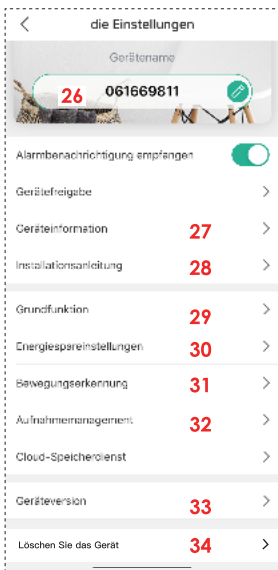 die Einstellungen
Gerätename
26 061669811
Alarmbenachrichtigung empfangen
Gerätefreigabe
Geräteinformation 27
Installationsanleitung 28
Grundfunktion 29
Energiespareinstellungen 30
Bewegungserkennung 31
Aufnahmemanagement 32
Cloud-Speicherdienst
Geräteversion 33
Löschen Sie das Gerät 34